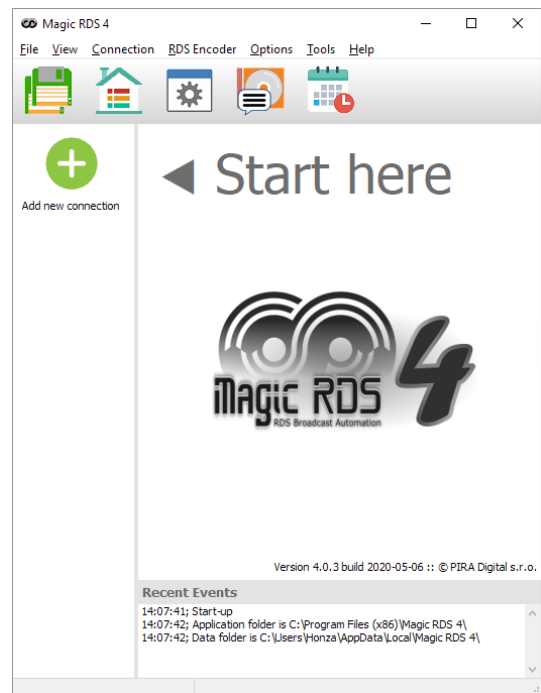 Magic RDS 4
File View Connection RDS Encoder Options Tools Help
Add new connection
Start here
Magic RDS 4
RDS Broadcast Automation
Version 4.0.3 build 2020-05-06 :: © PIRA Digital s.r.o.
Recent Events
14:07:41; Start-up
14:07:42; Application folder is C:\Program Files (x86)\Magic RDS 4\
14:07:42; Data folder is C:\Users\Honza\AppData\Local\Magic RDS 4\